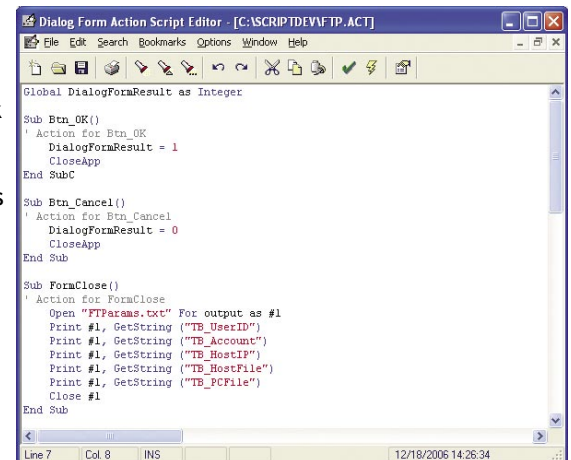 Dialog Form Action Script Editor - [C:\SCRIPTDEV\FTP.ACT]
File Edit Search Bookmarks Options Window Help
Global DialogFormResult as Integer
Sub Btn_OK()
' Action for Btn_OK
DialogFormResult = 1
CloseApp
End SubC
Sub Btn_Cancel()
' Action for Btn_Cancel
DialogFormResult = 0
CloseApp
End Sub
Sub FormClose()
' Action for FormClose
Open "FTParams.txt" For output as #1
Print #1, GetString ("TB_UserID")
Print #1, GetString ("TB_Account")
Print #1, GetString ("TB_HostIP")
Print #1, GetString ("TB_HostFile")
Print #1, GetString ("TB_PCFile")
Close #1
End Sub
Line 7 Col. 8 INS 12/18/2006 14:26:34